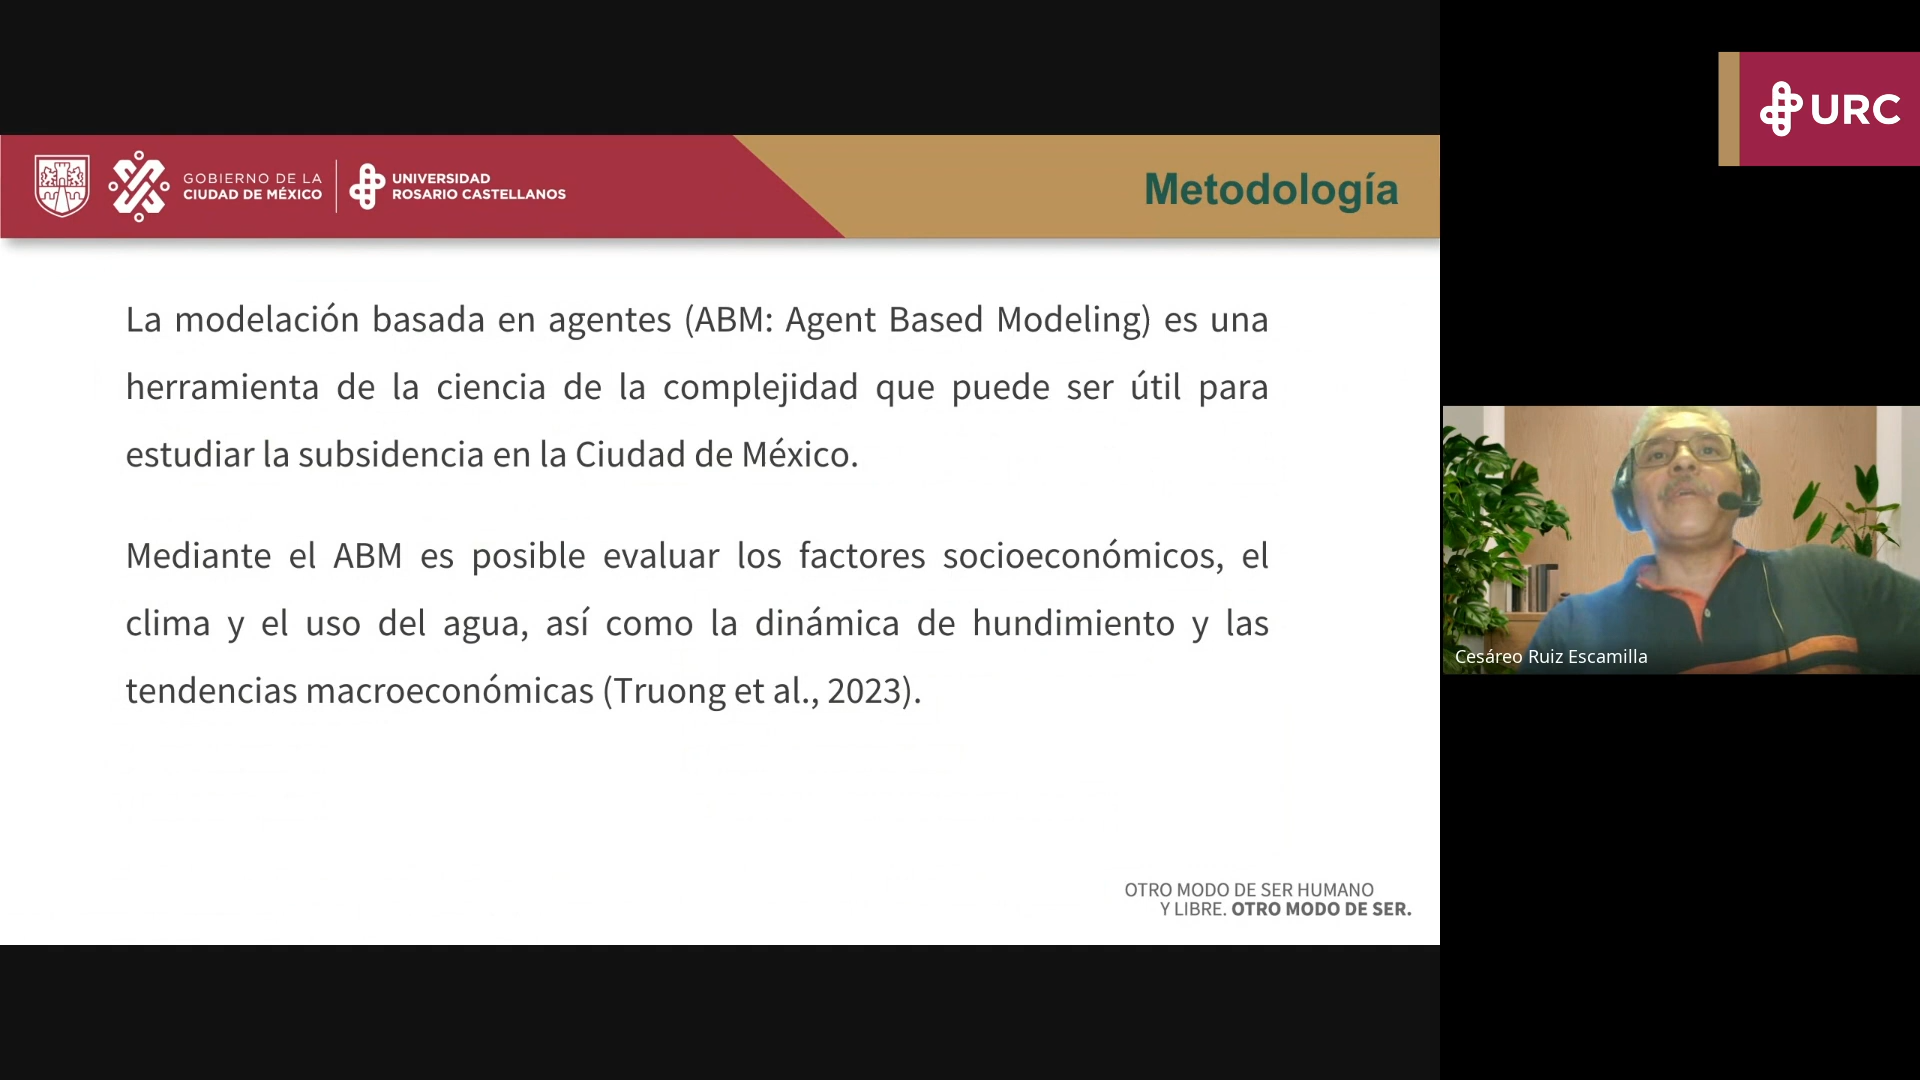 GOBIERNO DE LA
CIUDAD DE MÉXICO
UNIVERSIDAD
ROSARIO CASTELLANOS
Metodología
URC
La modelación basada en agentes (ABM: Agent Based Modeling) es una
herramienta de la ciencia de la complejidad que puede ser útil para
estudiar la subsidencia en la Ciudad de México.
Mediante el ABM es posible evaluar los factores socioeconómicos, el
clima y el uso del agua, así como la dinámica de hundimiento y las
tendencias macroeconómicas (Truong et al., 2023).
Cesáreo Ruiz Escamilla
OTRO MODO DE SER HUMANO
Y LIBRE. OTRO MODO DE SER.